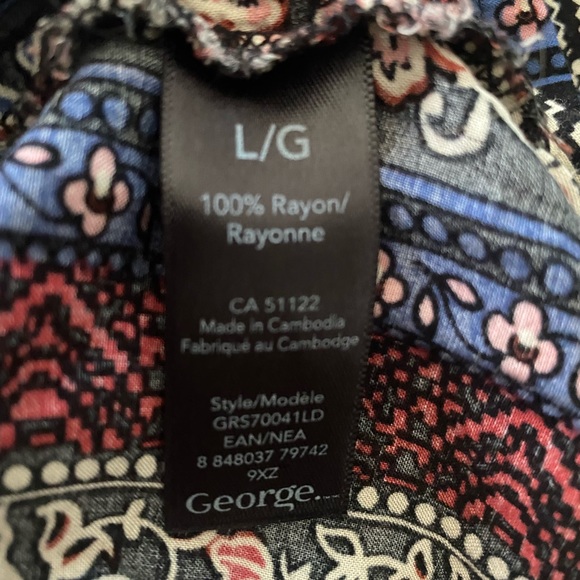 L/G
100% Rayon/
Rayonne
CA 51122
Made in Cambodia
Fabriqué au Cambodge
Style/Modèle
GRS70041LD
EAN/NEA
8 848037 79742
9XZ
George...